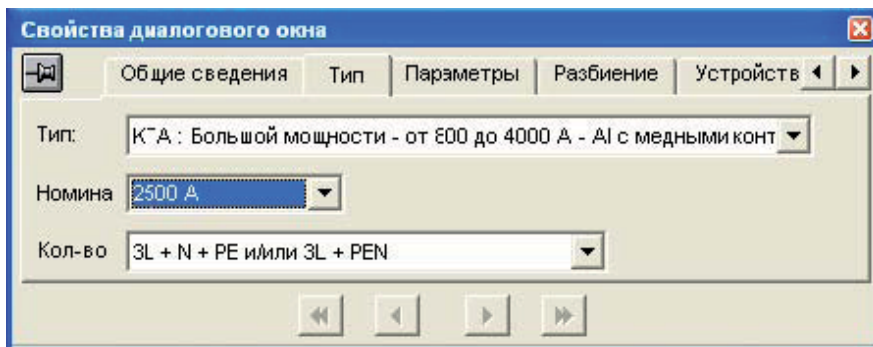 Свойства диалогового окна
Общие сведения Тип Параметры Разбиение Устройств
Тип: K¯A : Большой мощности - от 800 до 4000 А - Al с медными конт
Номина 2500 А
Кол-во 3L + N + PE и/или 3L + PEN